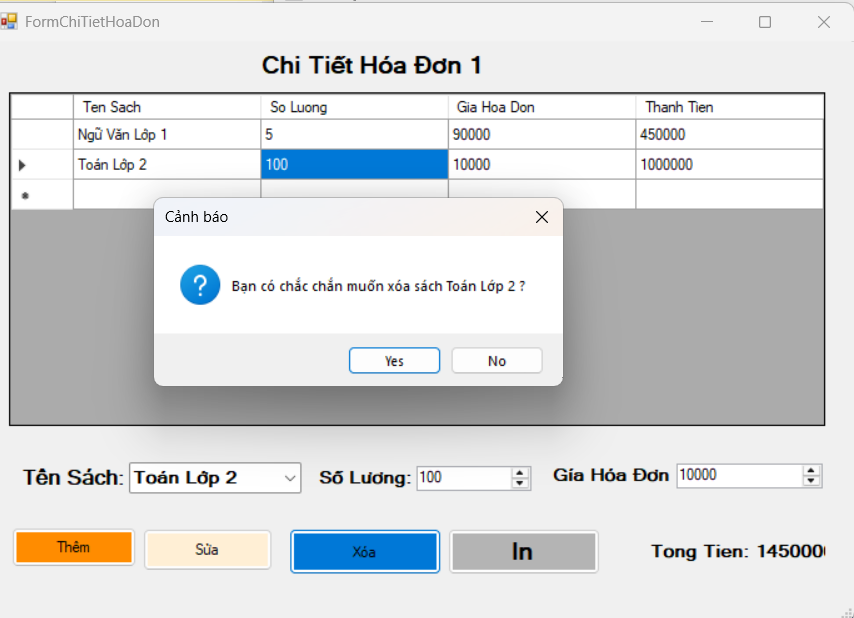 FormChiTietHoaDon
Chi Tiết Hóa Đơn 1
Ten Sach So Luong Gia Hoa Don Thanh Tien
Ngữ Văn Lớp 1 5 90000 450000
Toán Lớp 2 100 10000 1000000
Cảnh báo
Bạn có chắc chắn muốn xóa sách Toán Lớp 2 ?
Yes No
Tên Sách: Toán Lớp 2 Số Lương: 100 Gía Hóa Đơn 10000
Thêm Sửa Xóa In Tong Tien: 1450000